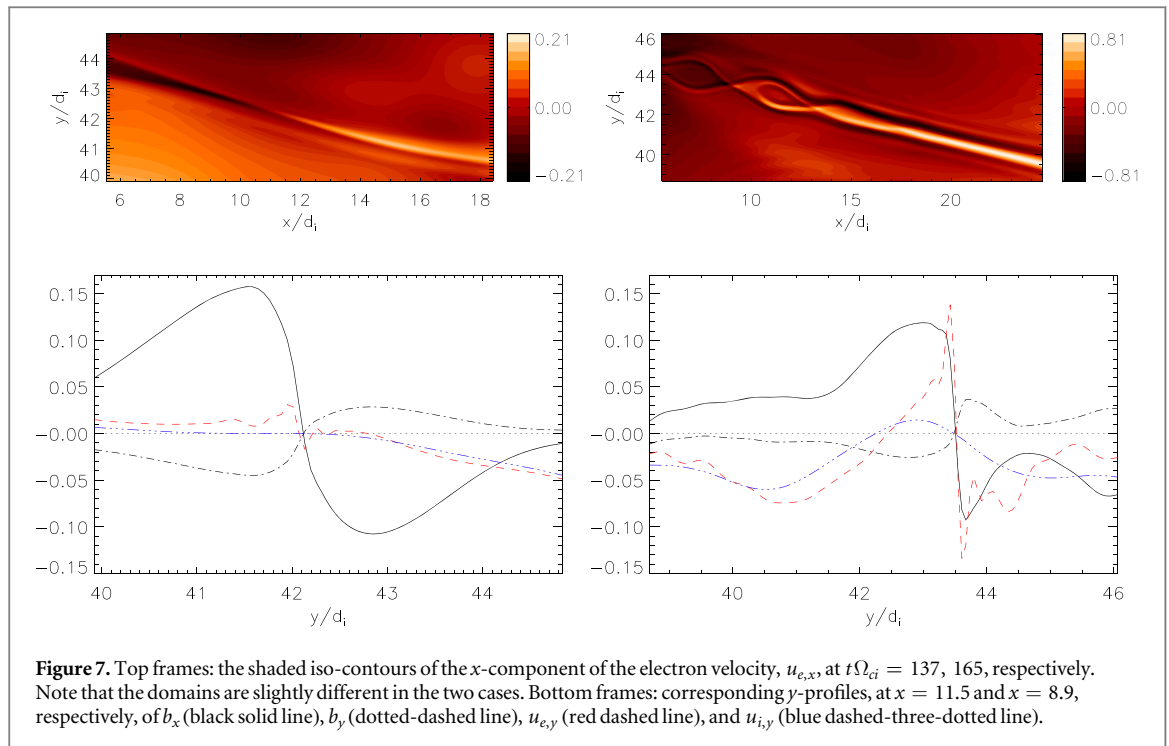 44
43
42
41
40
y/d_i
6 8 10 12 14 16 18
x/d_i
0.21
0.00
−0.21
46
44
42
40
y/d_i
10 15 20
x/d_i
0.81
0.00
−0.81
0.15
0.10
0.05
−0.00
−0.05
−0.10
−0.15
40 41 42 43 44
y/d_i
0.15
0.10
0.05
−0.00
−0.05
−0.10
−0.15
40 42 44 46
y/d_i
Figure 7. Top frames: the shaded iso-contours of the x-component of the electron velocity, u_{e,x}, at tΩ_{ci} = 137, 165, respectively.
Note that the domains are slightly different in the two cases. Bottom frames: corresponding y-profiles, at x = 11.5 and x = 8.9,
respectively, of b_x (black solid line), b_y (dotted-dashed line), u_{e,y} (red dashed line), and u_{i,y} (blue dashed-three-dotted line).